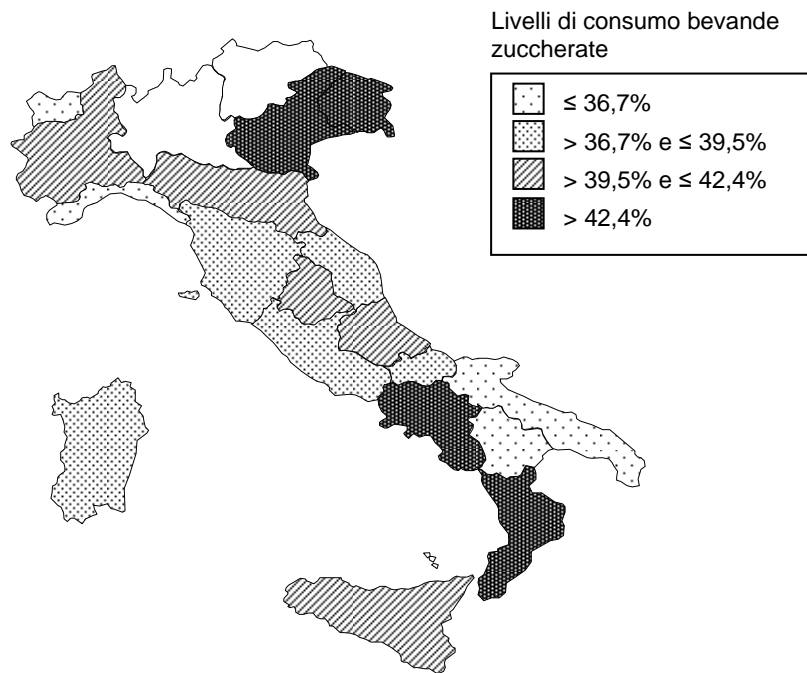 Livelli di consumo bevande
zuccherate
≤ 36,7%
> 36,7% e ≤ 39,5%
> 39,5% e ≤ 42,4%
> 42,4%